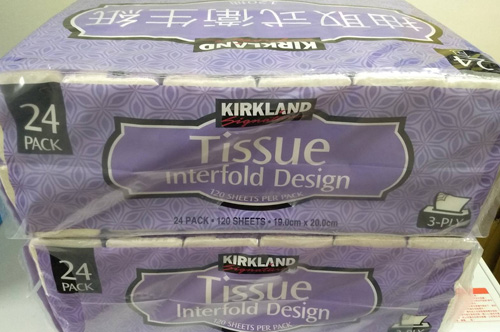 抽取式衛生紙
KIRKLAND
24
24
PACK
KIRKLAND
Signature
Tissue
Interfold Design
120 SHEETS PER PACK
24 PACK • 120 SHEETS • 19.0cm x 20.0cm
3-PLY
24
PACK
KIRKLAND
Signature
Tissue
Interfold Design
120 SHEETS PER PACK